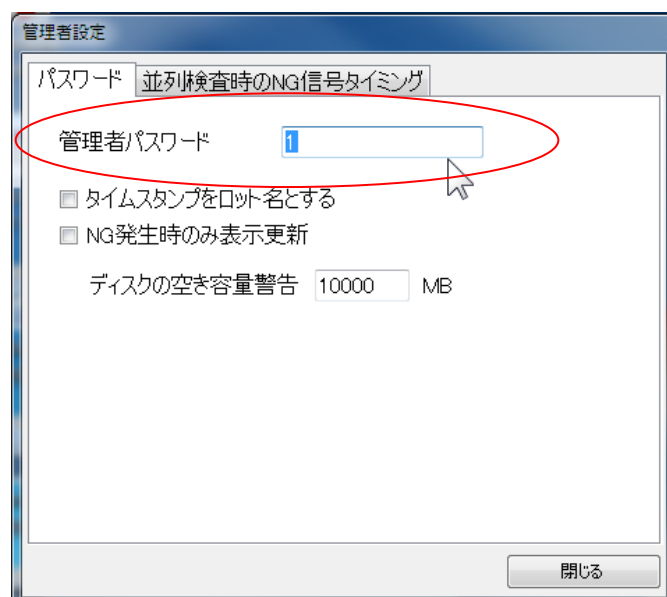 管理者設定
パスワード 並列検査時のNG信号タイミング
管理者パスワード 1
タイムスタンプをロット名とする
NG発生時のみ表示更新
ディスクの空き容量警告 10000 MB
閉じる